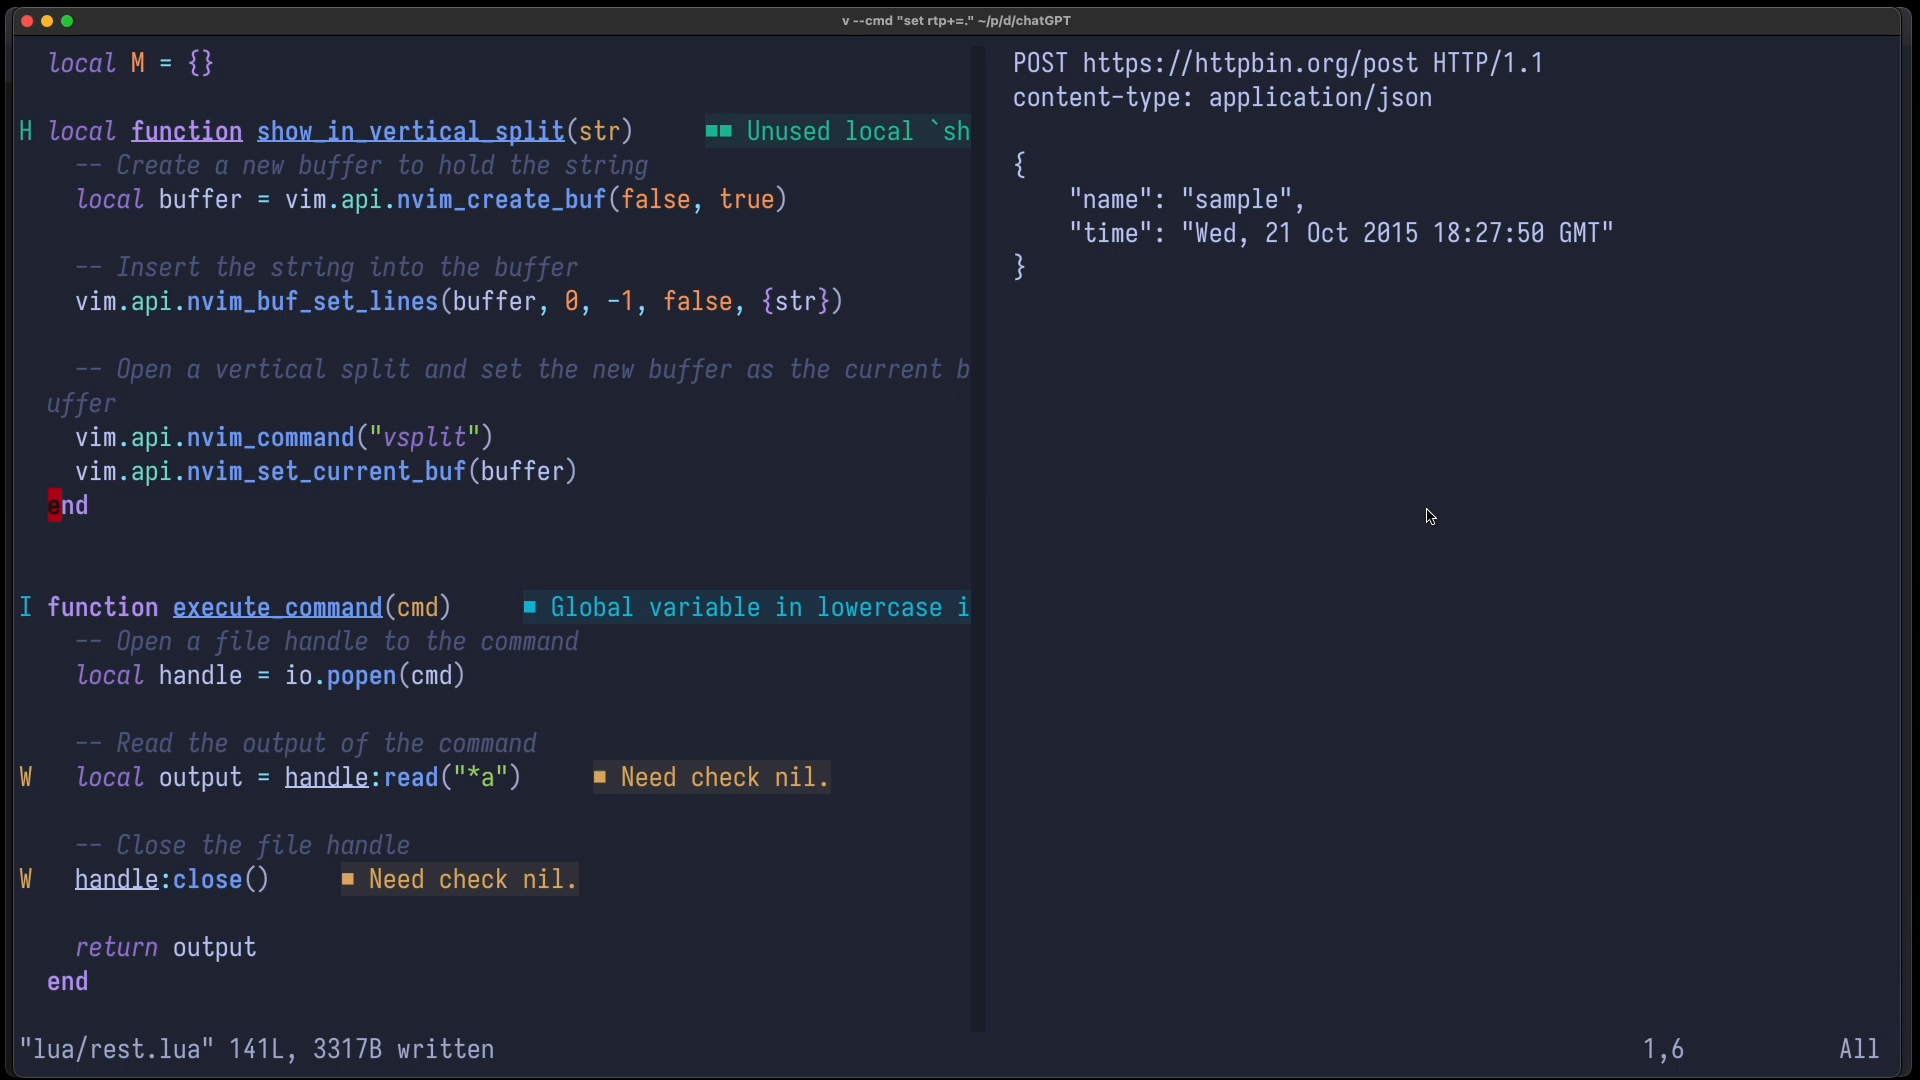 v --cmd "set rtp+=." ~/p/d/chatGPT
local M = {}
H local function show_in_vertical_split(str) ■■ Unused local `sh
-- Create a new buffer to hold the string
local buffer = vim.api.nvim_create_buf(false, true)
-- Insert the string into the buffer
vim.api.nvim_buf_set_lines(buffer, 0, -1, false, {str})
-- Open a vertical split and set the new buffer as the current b
uffer
vim.api.nvim_command("vsplit")
vim.api.nvim_set_current_buf(buffer)
end
I function execute_command(cmd) ■ Global variable in lowercase i
-- Open a file handle to the command
local handle = io.popen(cmd)
-- Read the output of the command
W local output = handle:read("*a") ■ Need check nil.
-- Close the file handle
W handle:close() ■ Need check nil.
return output
end
POST https://httpbin.org/post HTTP/1.1
content-type: application/json
{
"name": "sample",
"time": "Wed, 21 Oct 2015 18:27:50 GMT"
}
"lua/rest.lua" 141L, 3317B written 1,6 All